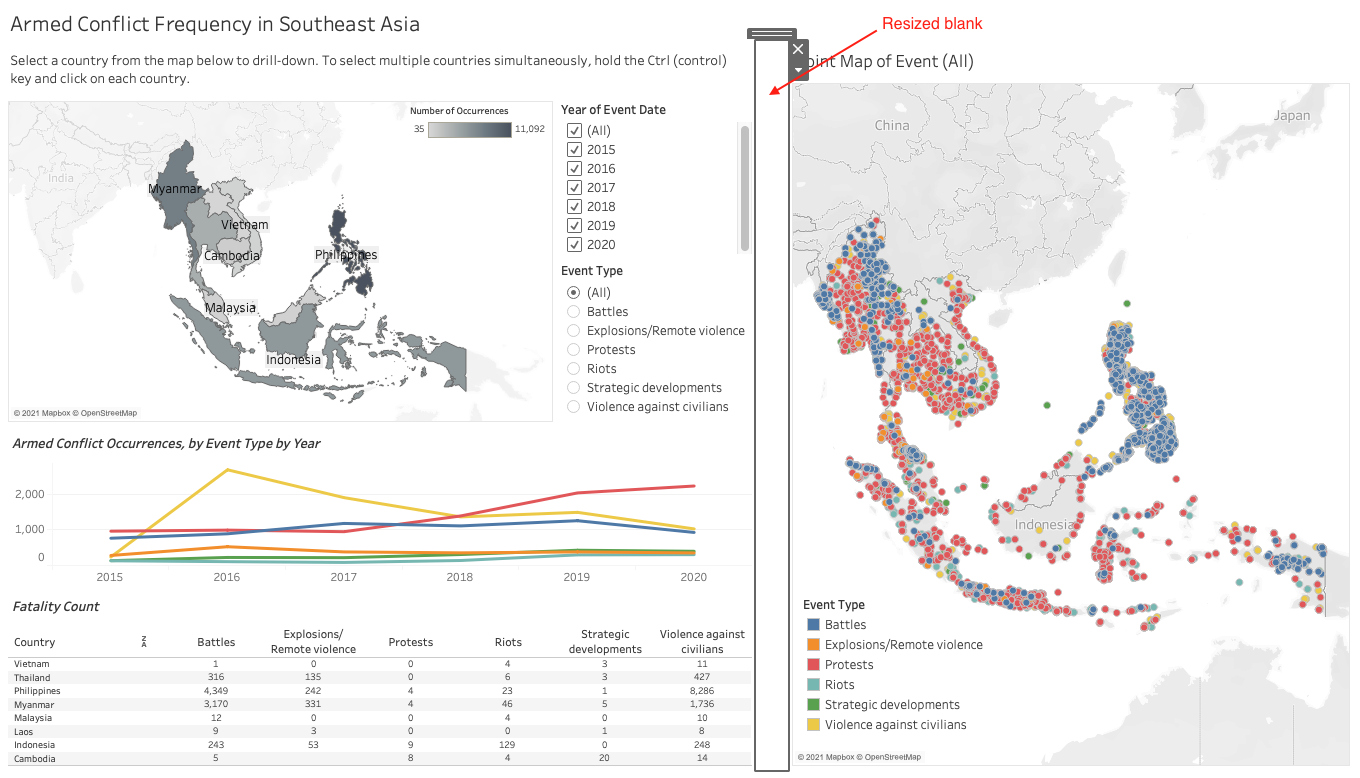 Armed Conflict Frequency in Southeast Asia
Resized blank
Select a country from the map below to drill-down. To select multiple countries simultaneously, hold the Ctrl (control)
key and click on each country.
oint Map of Event (All)
Number of Occurrences
35 11,092
India
Myanmar
Vietnam
Cambodia
Philippines
Malaysia
Indonesia
© 2021 Mapbox © OpenStreetMap
Year of Event Date
(All)
2015
2016
2017
2018
2019
2020
Event Type
(All)
Battles
Explosions/Remote violence
Protests
Riots
Strategic developments
Violence against civilians
Armed Conflict Occurrences, by Event Type by Year
2,000
1,000
0
2015 2016 2017 2018 2019 2020
Fatality Count
Country Z A Battles Explosions/ Remote violence Protests Riots Strategic developments Violence against civilians
Vietnam 1 0 0 4 3 11
Thailand 316 135 0 6 3 427
Philippines 4,349 242 4 23 1 8,286
Myanmar 3,170 331 4 46 5 1,736
Malaysia 12 0 0 4 0 10
Laos 9 3 0 0 1 8
Indonesia 243 53 9 129 0 248
Cambodia 5 8 4 20 14
China
Japan
Indonesia
Event Type
Battles
Explosions/Remote violence
Protests
Riots
Strategic developments
Violence against civilians
© 2021 Mapbox © OpenStreetMap